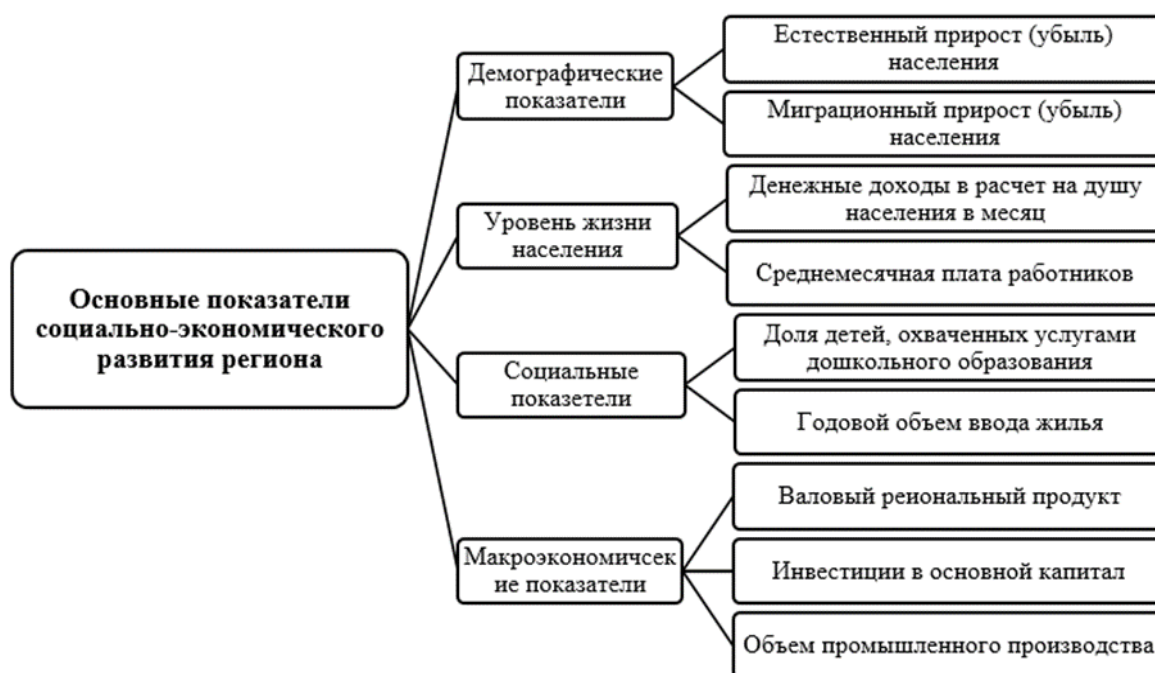 Основные показатели
социально-экономического
развития региона
Демографические
показатели
Естественный прирост (убыль)
населения
Миграционный прирост (убыль)
населения
Уровень жизни
населения
Денежные доходы в расчет на душу
населения в месяц
Среднемесячная плата работников
Социальные
показетели
Доля детей, охваченных услугами
дошкольного образования
Годовой объем ввода жилья
Макроэкономичсек
ие показатели
Валовый реиональный продукт
Инвестиции в основной капитал
Объем промышленного производства